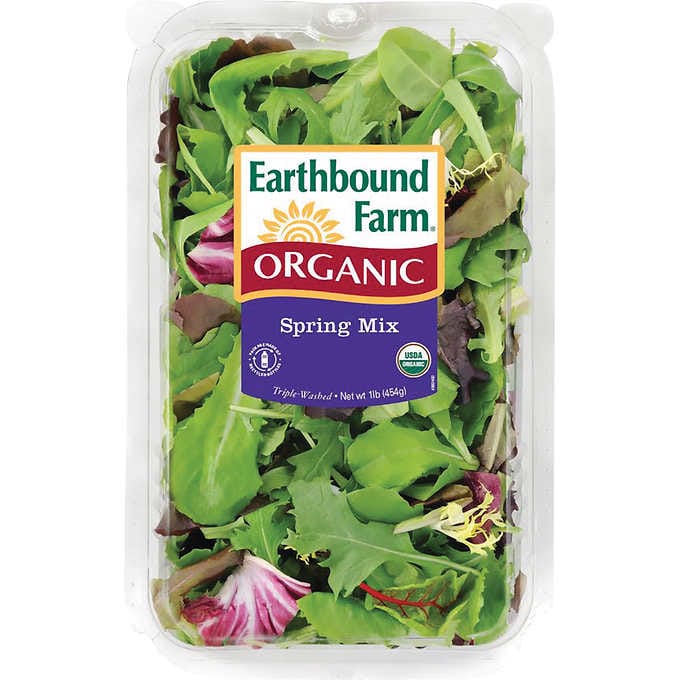 Earthbound
Farm®
ORGANIC
Spring Mix
USDA
ORGANIC
Triple-Washed • Net wt 1lb (454g)